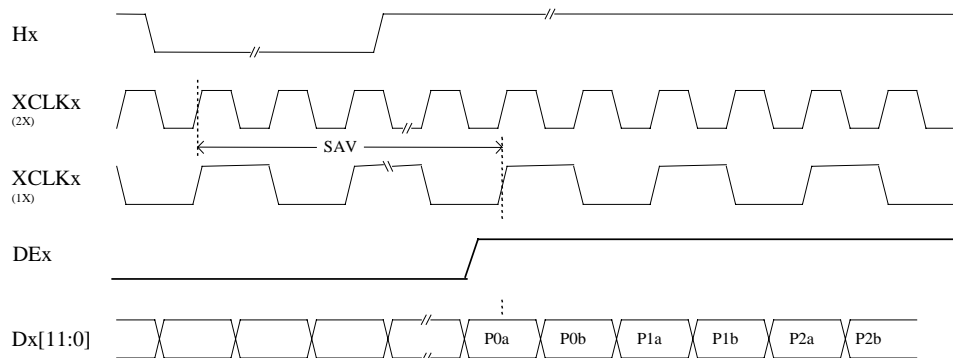 Hx
XCLKx
(2X)
SAV
XCLKx
(1X)
DEx
Dx[11:0] P0a P0b P1a P1b P2a P2b